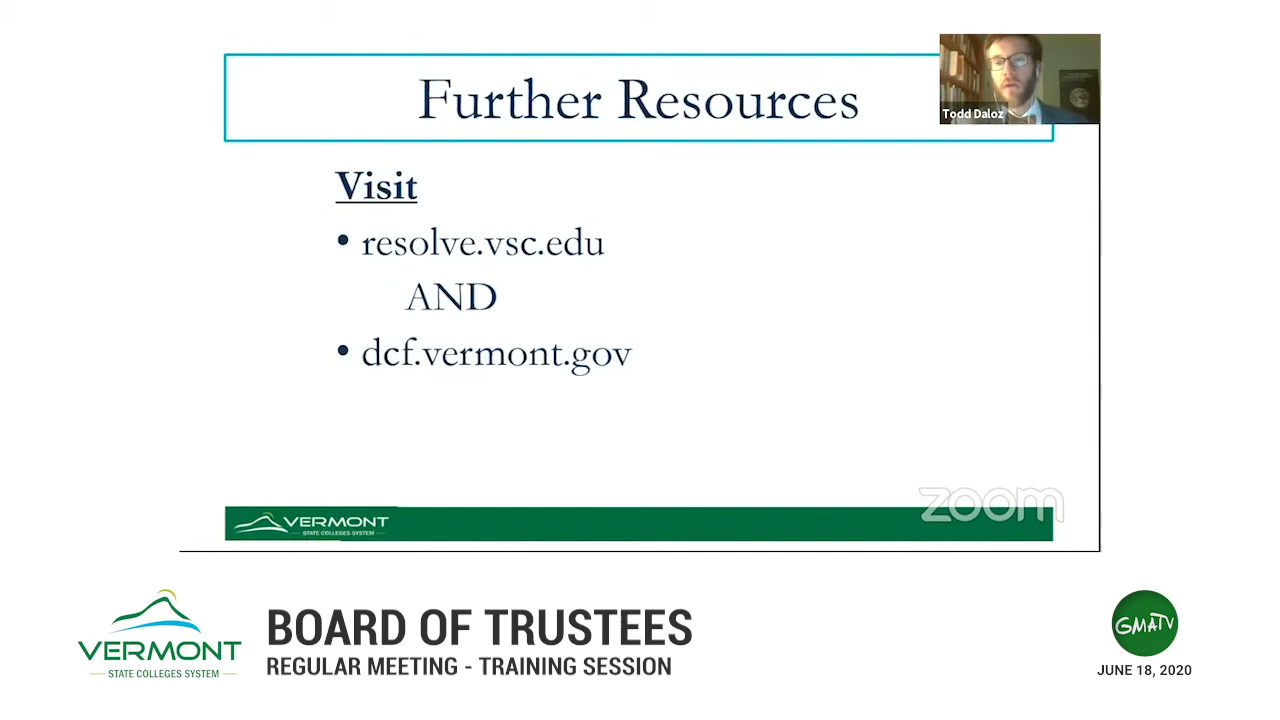 Further Resources
Todd Daloz
Visit
• resolve.vsc.edu
AND
• dcf.vermont.gov
zoom
VERMONT
STATE COLLEGES SYSTEM
VERMONT
STATE COLLEGES SYSTEM
BOARD OF TRUSTEES
REGULAR MEETING - TRAINING SESSION
GMATV
JUNE 18, 2020